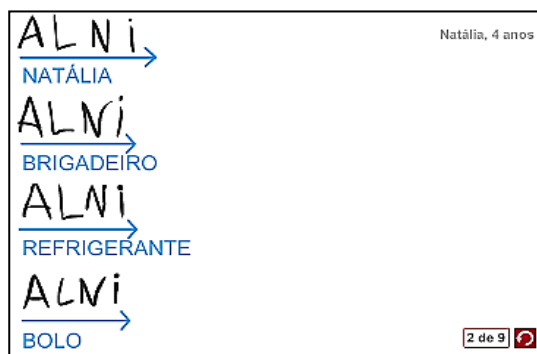 ALNi
Natália, 4 anos
NATÁLIA
ALNi
BRIGADEIRO
ALNi
REFRIGERANTE
ALNi
BOLO
2 de 9